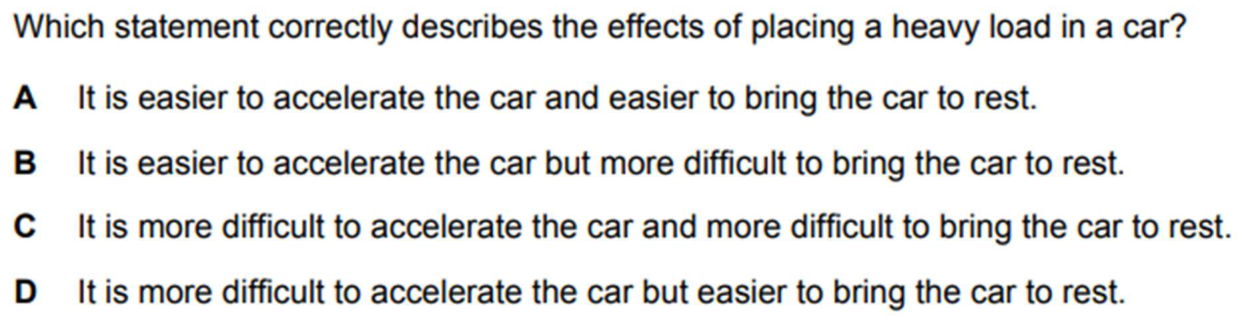 Which statement correctly describes the effects of placing a heavy load in a car?
A It is easier to accelerate the car and easier to bring the car to rest.
B It is easier to accelerate the car but more difficult to bring the car to rest.
C It is more difficult to accelerate the car and more difficult to bring the car to rest.
D It is more difficult to accelerate the car but easier to bring the car to rest.